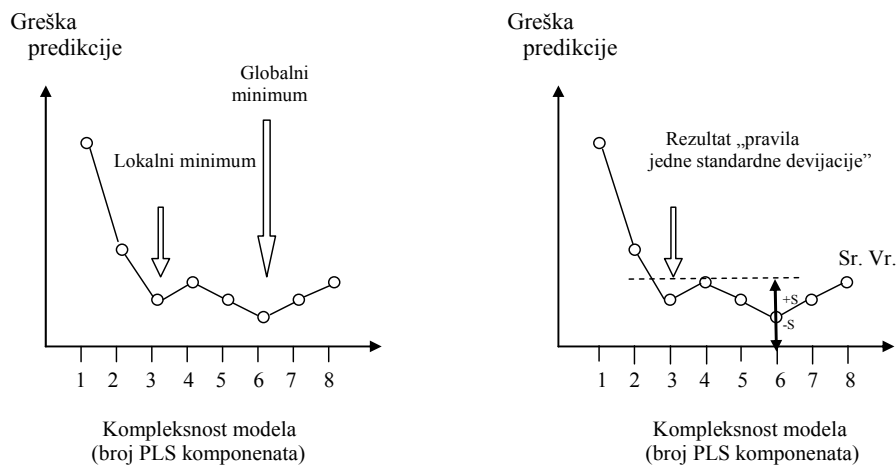 Greška
predikcije
Globalni
minimum
Lokalni minimum
1 2 3 4 5 6 7 8
Kompleksnost modela
(broj PLS komponenata)
Greška
predikcije
Rezultat „pravila
jedne standardne devijacije”
Sr. Vr.
+S
-S
1 2 3 4 5 6 7 8
Kompleksnost modela
(broj PLS komponenata)